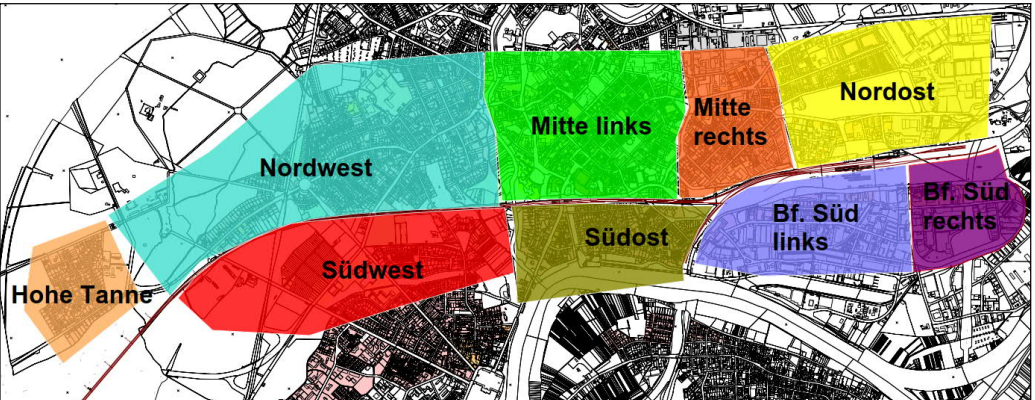 Nordost
Mitte links
Mitte
rechts
Nordwest
Bf. Süd
rechts
Bf. Süd
links
Südost
Südwest
Hohe Tanne